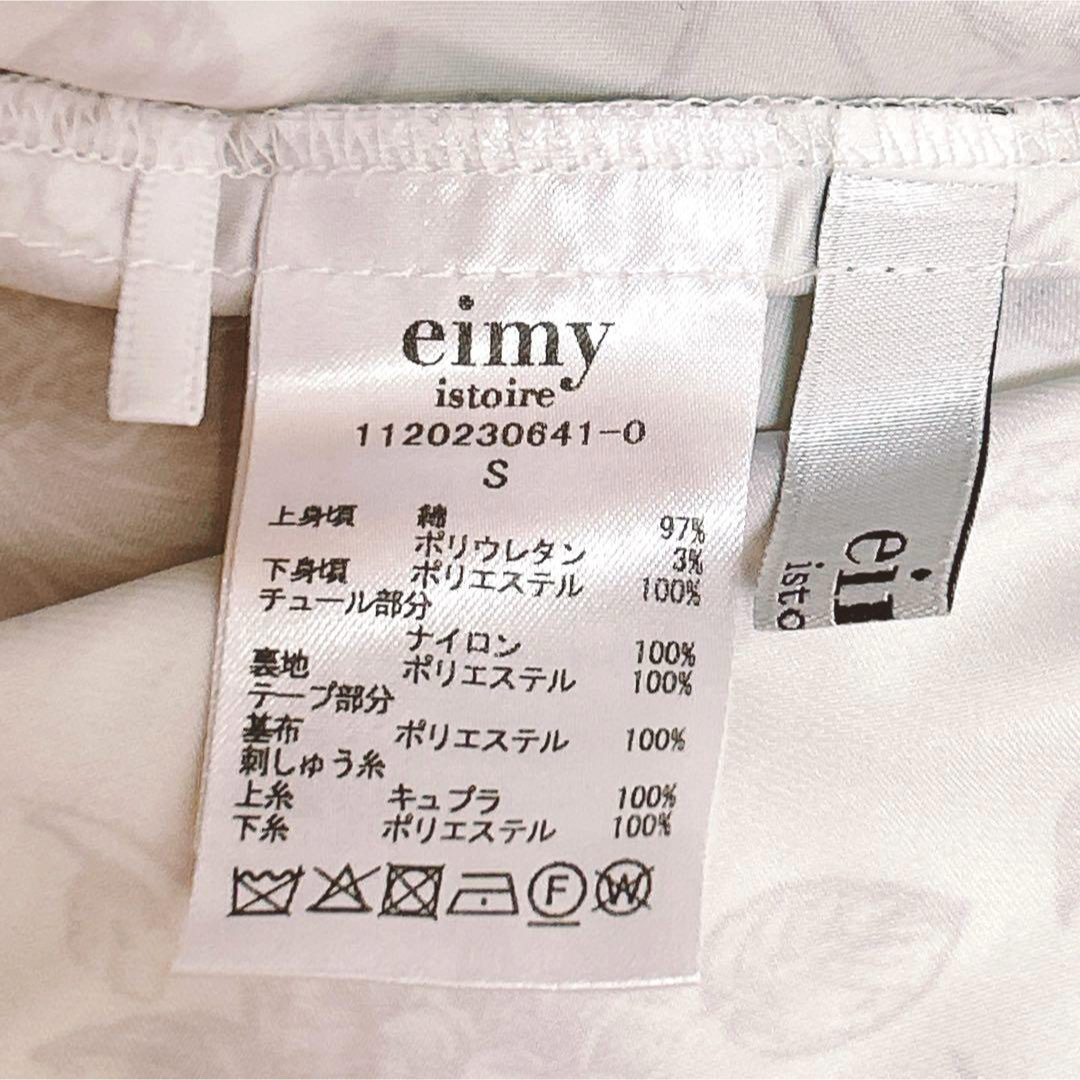 eimy
istoire
1120230641-0
S
上身頃 綿 97%
ポリウレタン 3%
下身頃 ポリエステル 100%
チュール部分
ナイロン 100%
裏地 ポリエステル 100%
テープ部分
基布 ポリエステル 100%
刺しゅう糸
上糸 キュプラ 100%
下糸 ポリエステル 100%
F W
ei
isto